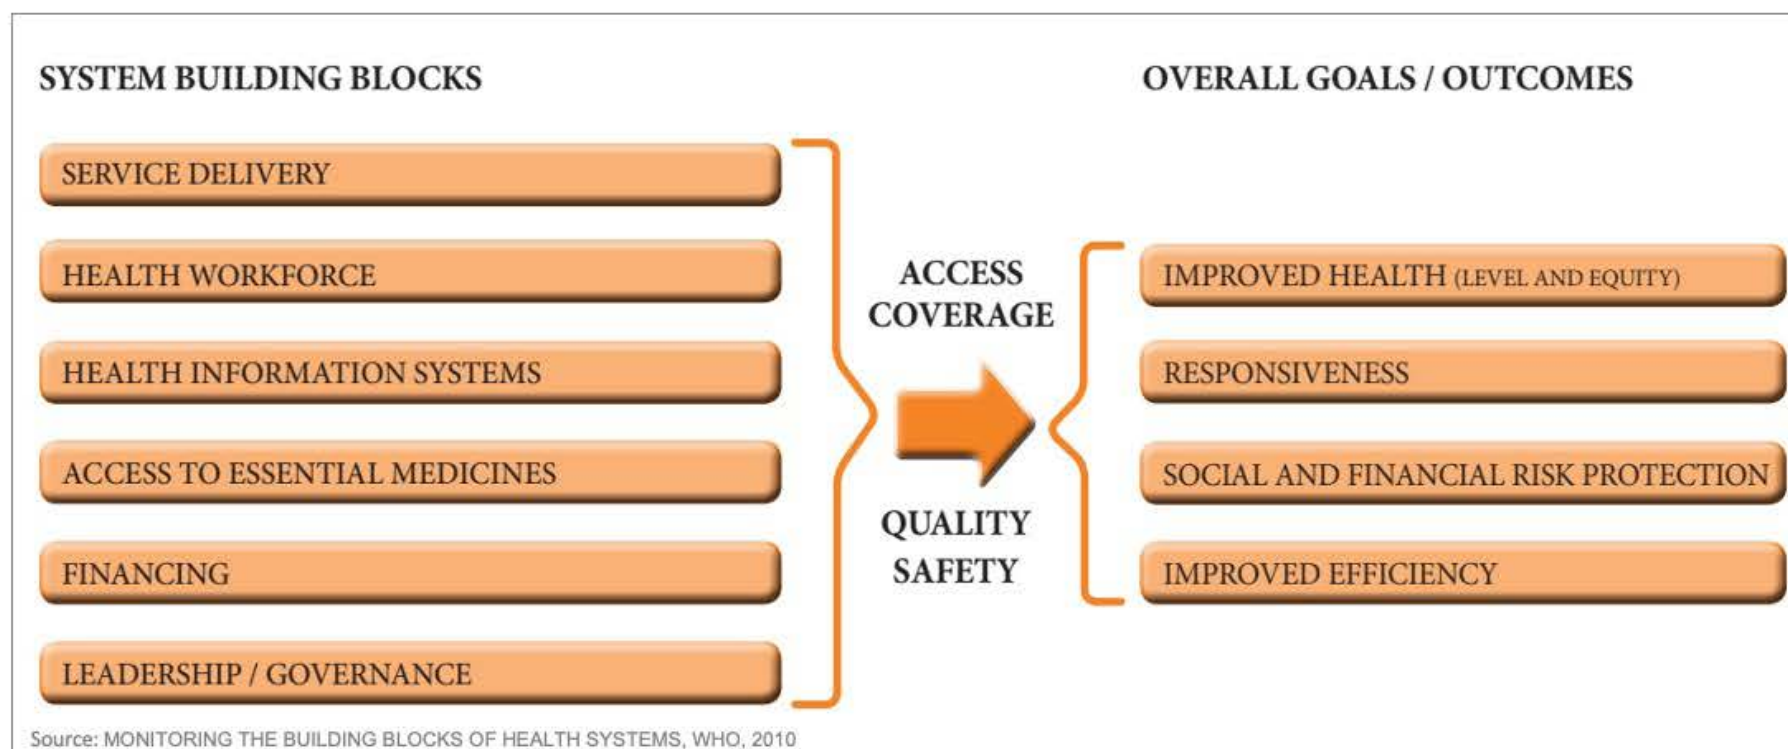 SYSTEM BUILDING BLOCKS
SERVICE DELIVERY
HEALTH WORKFORCE
HEALTH INFORMATION SYSTEMS
ACCESS TO ESSENTIAL MEDICINES
FINANCING
LEADERSHIP / GOVERNANCE
ACCESS
COVERAGE
QUALITY
SAFETY
OVERALL GOALS / OUTCOMES
IMPROVED HEALTH (LEVEL AND EQUITY)
RESPONSIVENESS
SOCIAL AND FINANCIAL RISK PROTECTION
IMPROVED EFFICIENCY
Source: MONITORING THE BUILDING BLOCKS OF HEALTH SYSTEMS, WHO, 2010